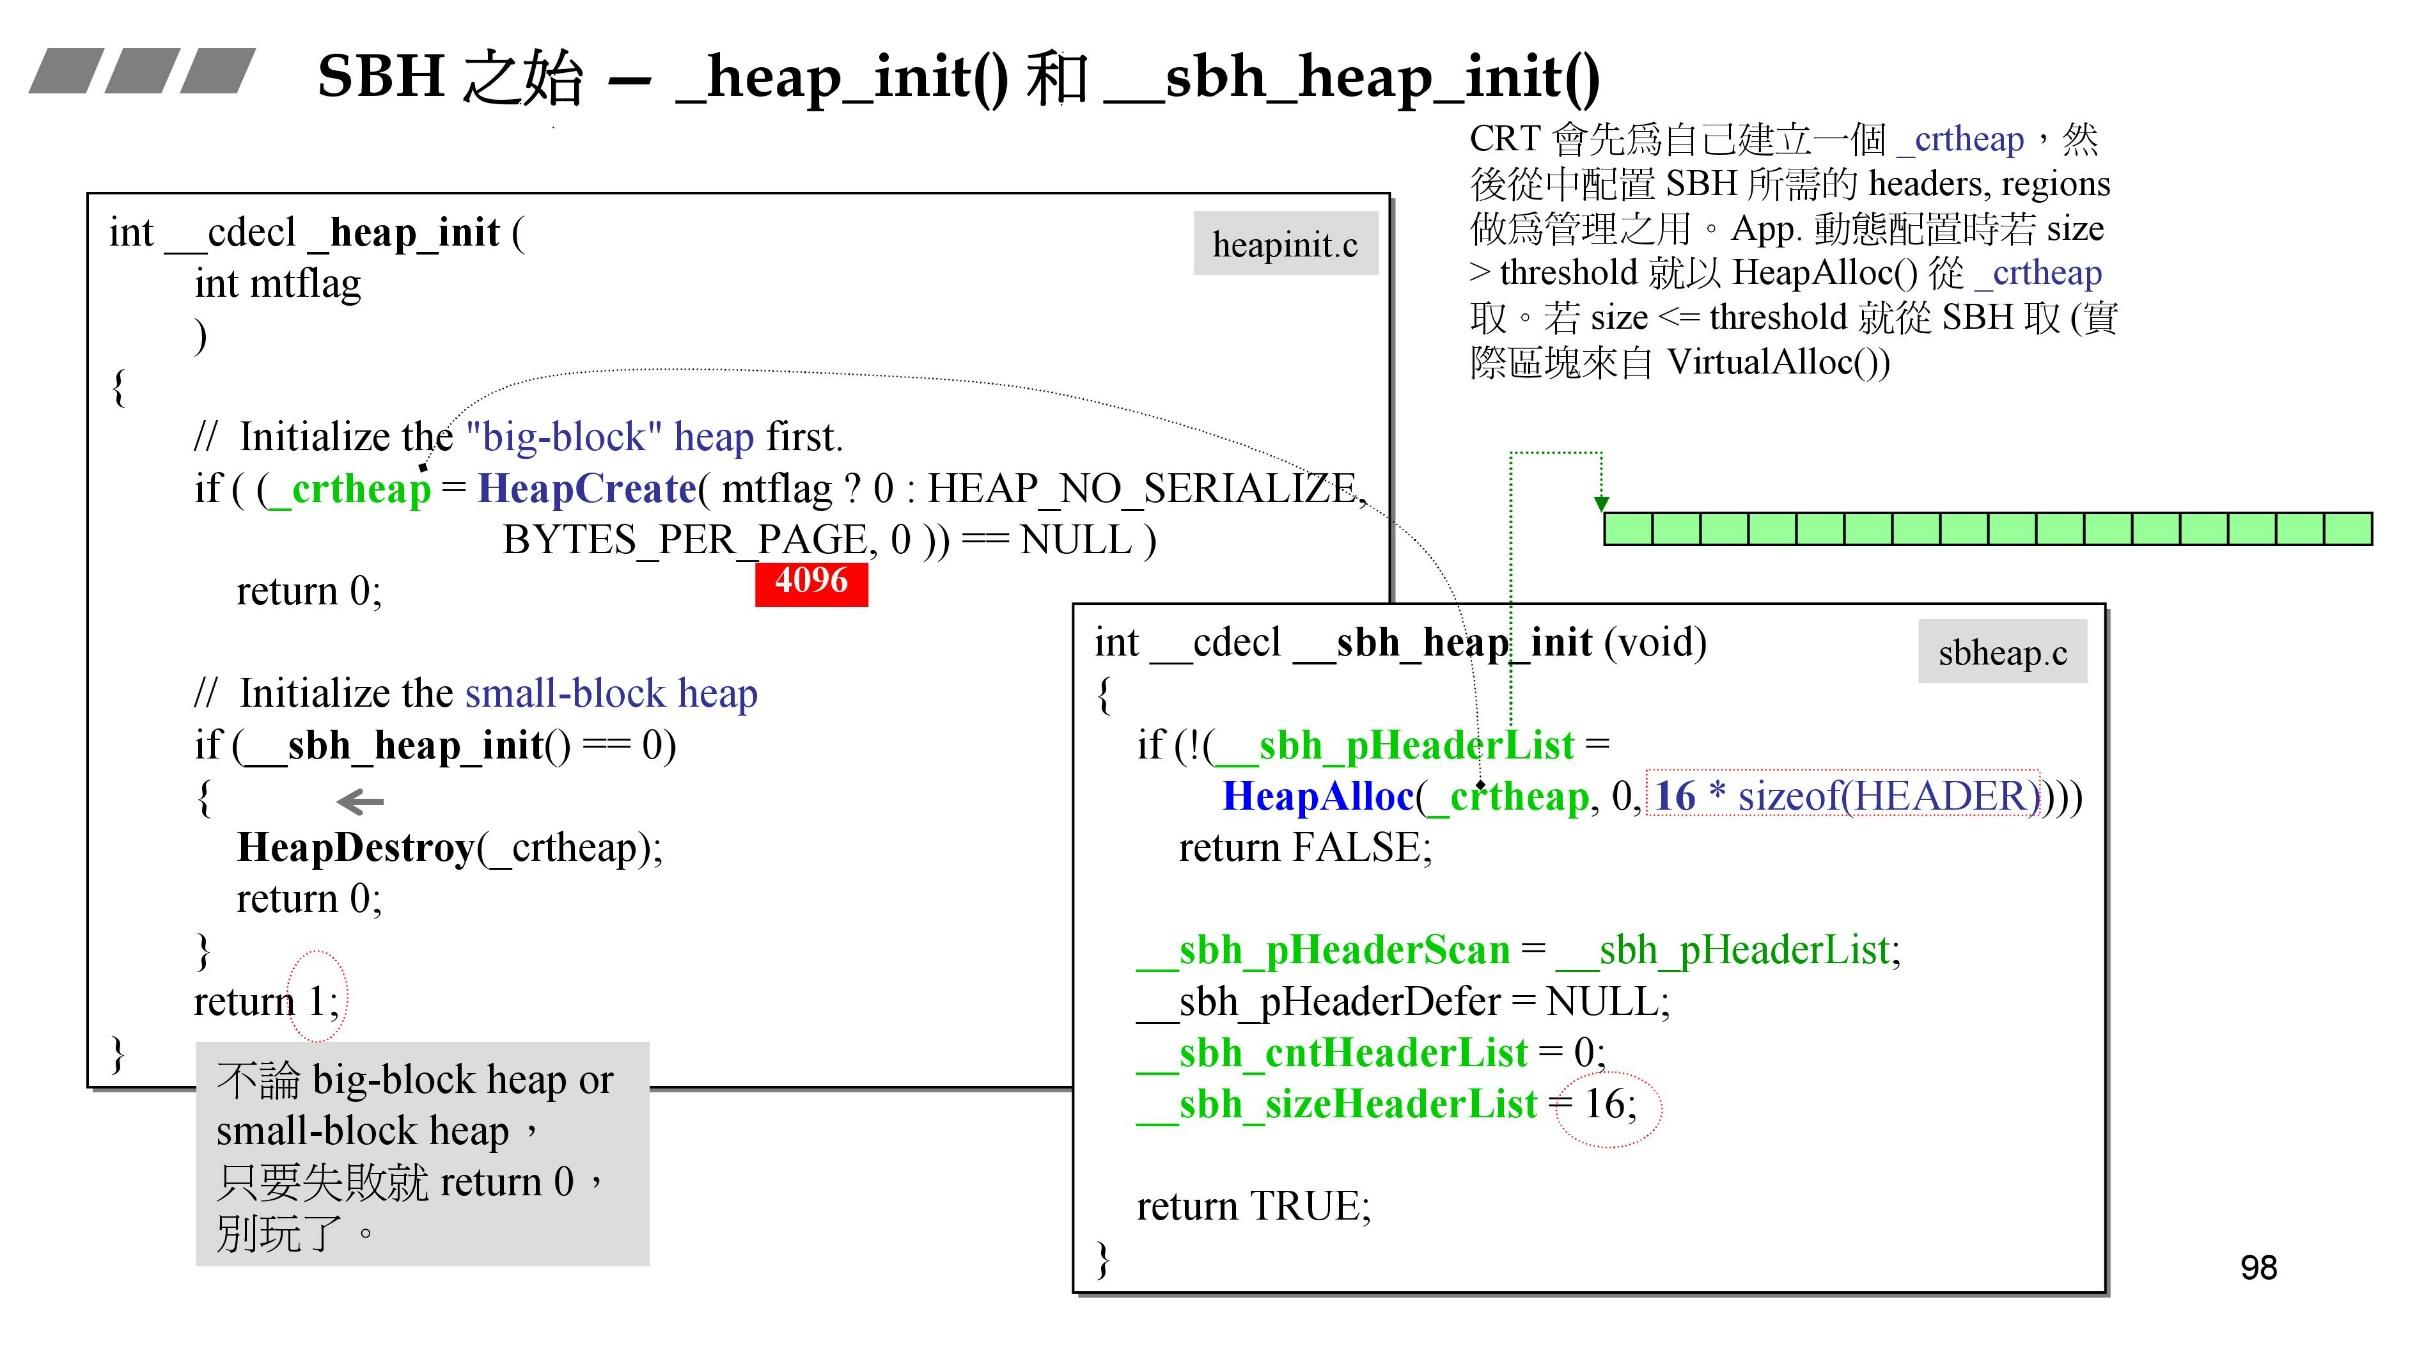 SBH 之始 — _heap_init() 和 __sbh_heap_init()
CRT 會先為自己建立一個 _crtheap，然
後從中配置 SBH 所需的 headers, regions
做為管理之用。App. 動態配置時若 size
> threshold 就以 HeapAlloc() 從 _crtheap
取。若 size <= threshold 就從 SBH 取 (實
際區塊來自 VirtualAlloc())
heapinit.c
int __cdecl _heap_init (
int mtflag
)
{
// Initialize the "big-block" heap first.
if ( (_crtheap = HeapCreate( mtflag ? 0 : HEAP_NO_SERIALIZE,
BYTES_PER_PAGE, 0 )) == NULL )
4096
return 0;
// Initialize the small-block heap
if (__sbh_heap_init() == 0)
{
HeapDestroy(_crtheap);
return 0;
}
return 1;
}
不論 big-block heap or
small-block heap，
只要失敗就 return 0，
別玩了。
sbheap.c
int __cdecl __sbh_heap_init (void)
{
if (!(__sbh_pHeaderList =
HeapAlloc(_crtheap, 0, 16 * sizeof(HEADER))))
return FALSE;
__sbh_pHeaderScan = __sbh_pHeaderList;
__sbh_pHeaderDefer = NULL;
__sbh_cntHeaderList = 0;
__sbh_sizeHeaderList = 16;
return TRUE;
}
98